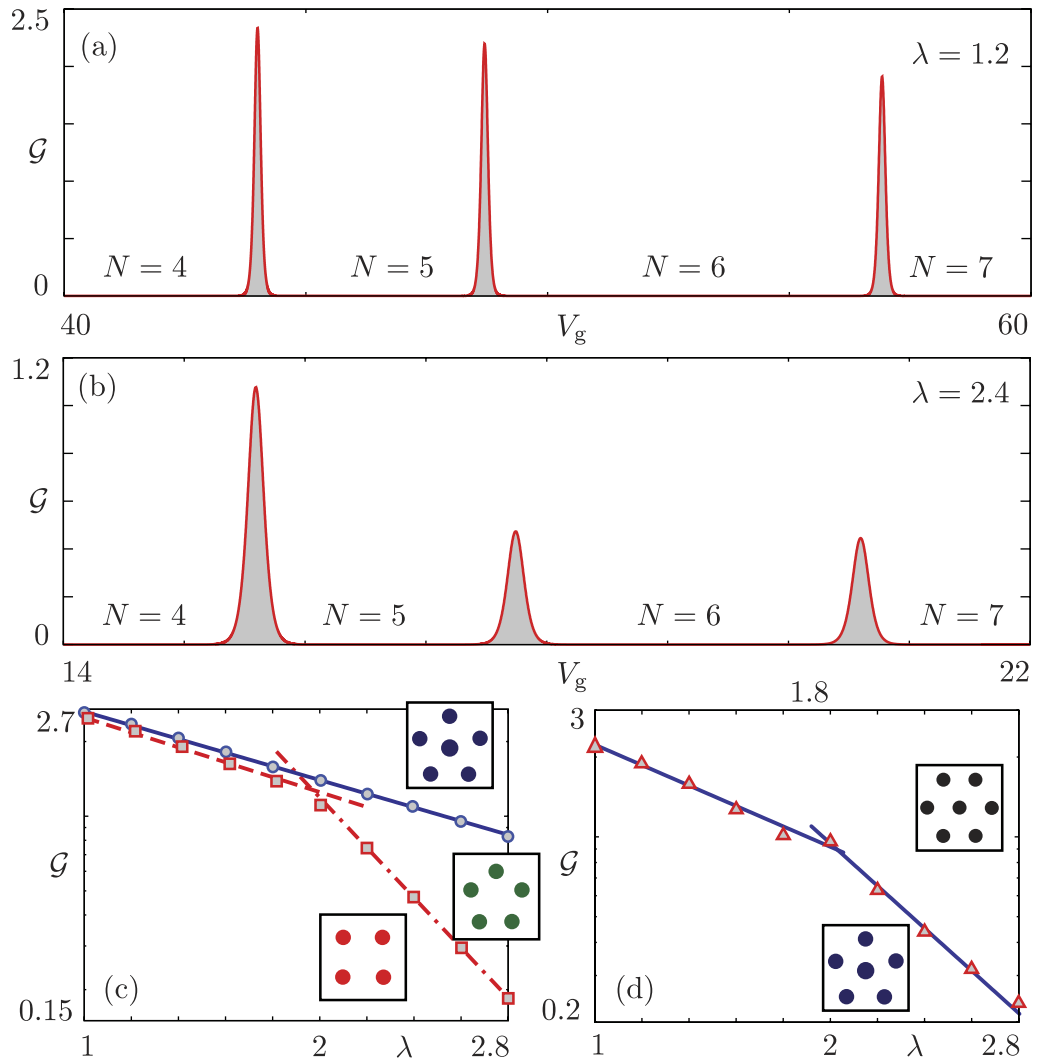 2.5
(a)
λ = 1.2
𝒢
N = 4
N = 5
N = 6
N = 7
0
40
V_g
60
1.2
(b)
λ = 2.4
𝒢
N = 4
N = 5
N = 6
N = 7
0
14
V_g
22
1.8
2.7
3
𝒢
𝒢
(c)
(d)
0.15
0.2
1
2
λ
2.8
1
2
λ
2.8